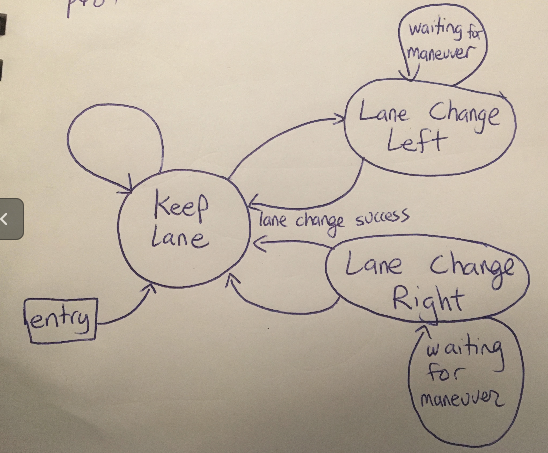 waiting for
maneuver
Lane Change
Left
Keep
Lane
lane change success
Lane Change
Right
entry
waiting
for
maneuver